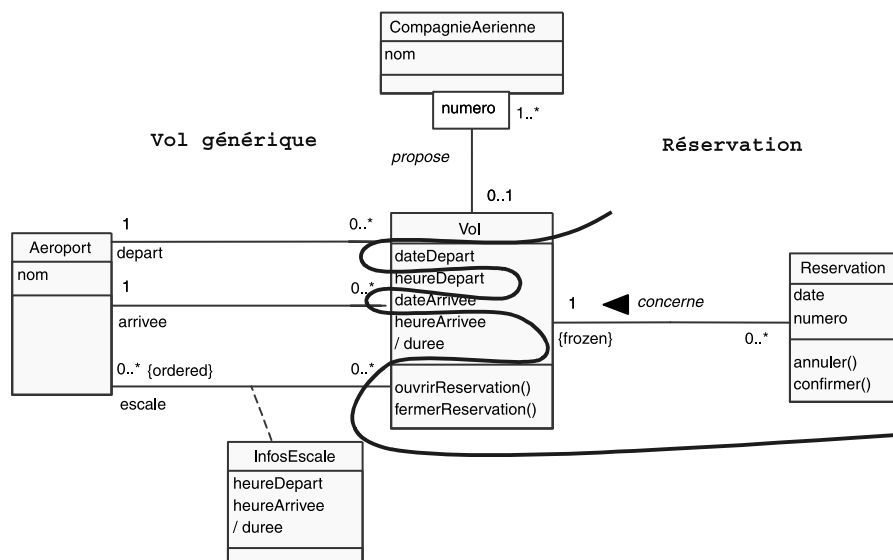 CompagnieAerienne
nom
numero
1..*
Vol générique
Réservation
propose
0..1
1
0..*
Vol
Aeroport
depart
nom
dateDepart
heureDepart
dateArrivee
heureArrivee
/ duree
1
0..*
arrivee
1
concerne
{frozen}
0..*
Reservation
date
numero
annuler()
confirmer()
0..*
{ordered}
0..*
escale
ouvrirReservation()
fermerReservation()
InfosEscale
heureDepart
heureArrivee
/ duree